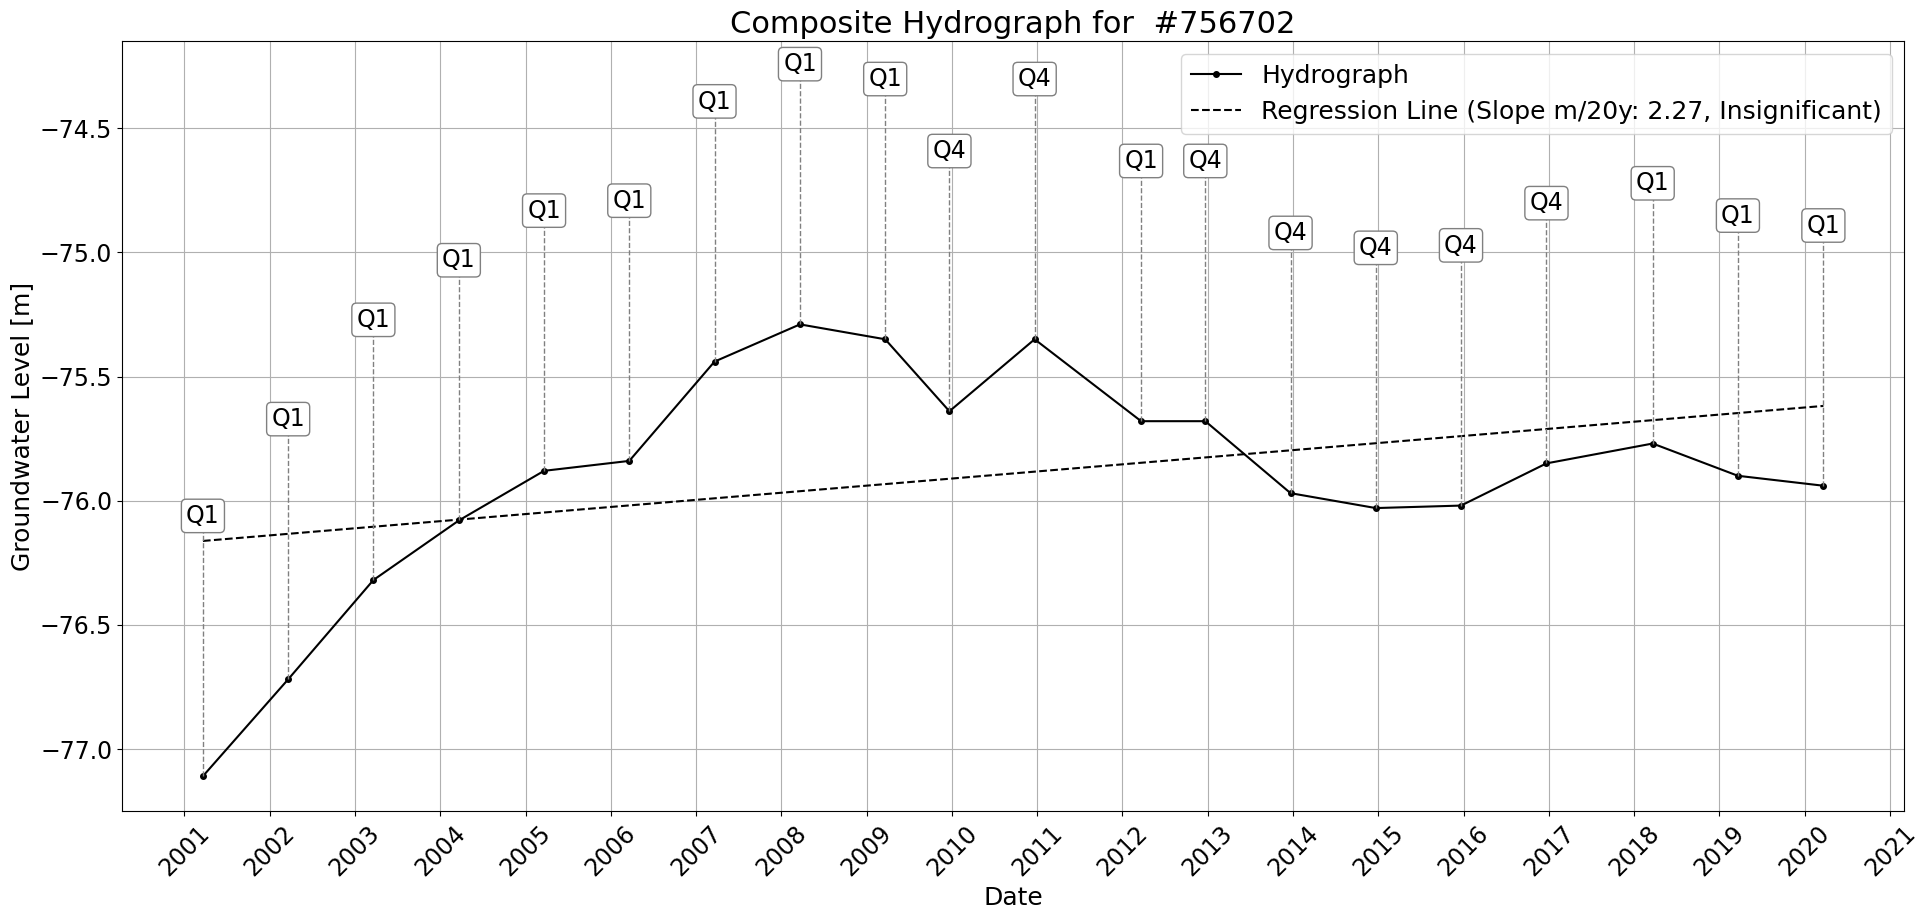 Composite Hydrograph for  #756702
Hydrograph
Regression Line (Slope m/20y: 2.27, Insignificant)
Groundwater Level [m]
−74.5
−75.0
−75.5
−76.0
−76.5
−77.0
Q1
Q1
Q1
Q1
Q1
Q1
Q1
Q1
Q1
Q4
Q4
Q1
Q4
Q4
Q4
Q4
Q4
Q1
Q1
Q1
2001
2002
2003
2004
2005
2006
2007
2008
2009
2010
2011
2012
2013
2014
2015
2016
2017
2018
2019
2020
2021
Date